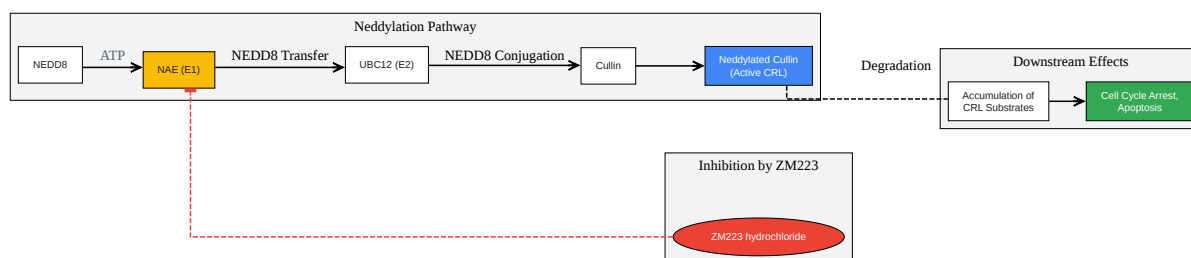 Neddylation Pathway
NEDD8
ATP
NAE (E1)
NEDD8 Transfer
UBC12 (E2)
NEDD8 Conjugation
Cullin
Neddylated Cullin
(Active CRL)
Degradation
Downstream Effects
Accumulation of
CRL Substrates
Cell Cycle Arrest,
Apoptosis
Inhibition by ZM223
ZM223 hydrochloride